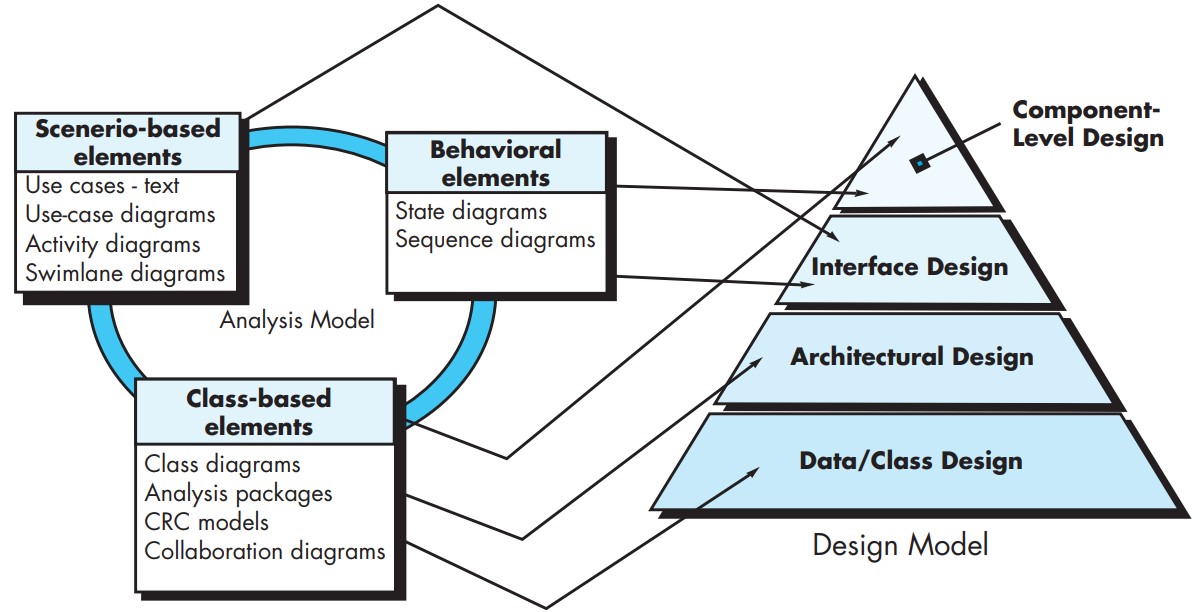 Scenerio-based
elements
Use cases - text
Use-case diagrams
Activity diagrams
Swimlane diagrams
Behavioral
elements
State diagrams
Sequence diagrams
Analysis Model
Class-based
elements
Class diagrams
Analysis packages
CRC models
Collaboration diagrams
Component-
Level Design
Interface Design
Architectural Design
Data/Class Design
Design Model